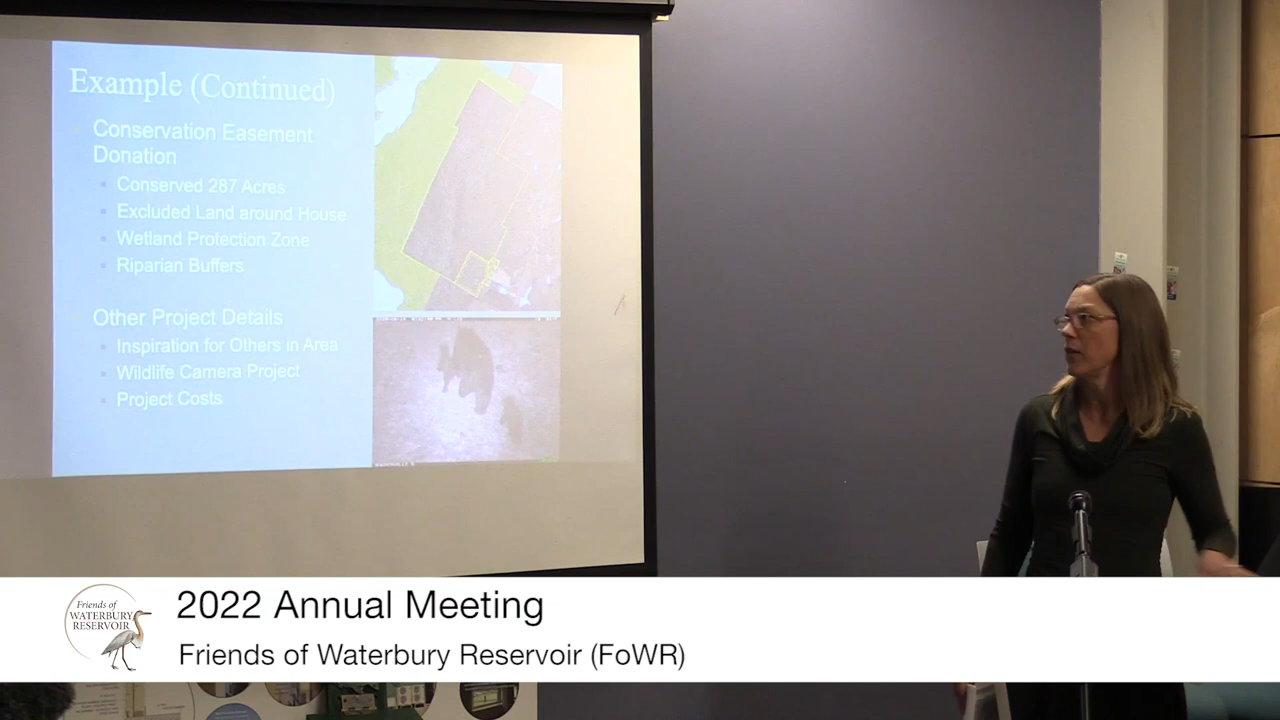 Example (Continued)
Conservation Easement
Donation
Conserved 287 Acres
Excluded Land around House
Wetland Protection Zone
Riparian Buffers
Other Project Details
Inspiration for Others in Area
Wildlife Camera Project
Project Costs
Friends of
WATERBURY
RESERVOIR
2022 Annual Meeting
Friends of Waterbury Reservoir (FoWR)